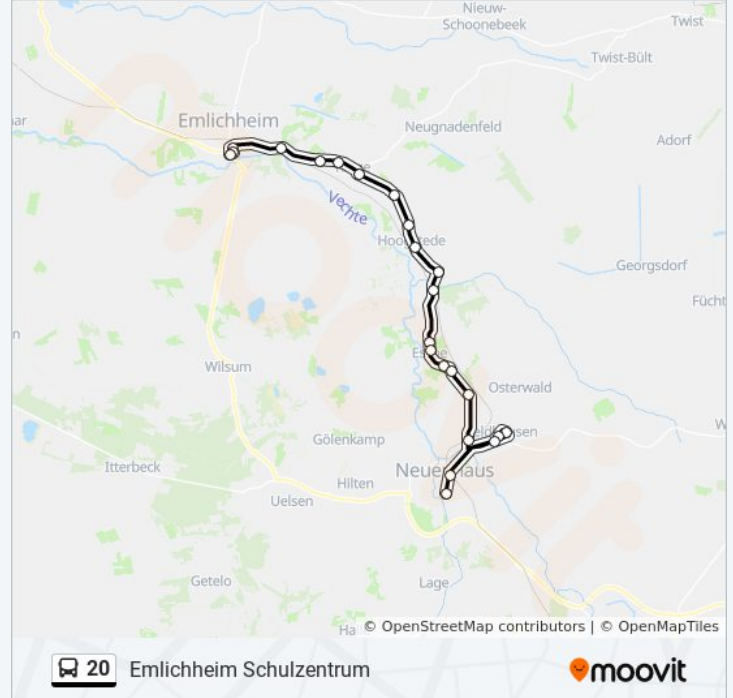 Nieuw-
Schoonebeek
Twist
Twist-Bült
Emlichheim
Neugnadenfeld
Adorf
Vechte
Georgsdorf
Wilsum
Osterwald
Gölenkamp
Neuenhaus
Itterbeck
Hilten
Uelsen
Getelo
Lage
© OpenStreetMap contributors | © OpenMapTiles
20 Emlichheim Schulzentrum
moovit